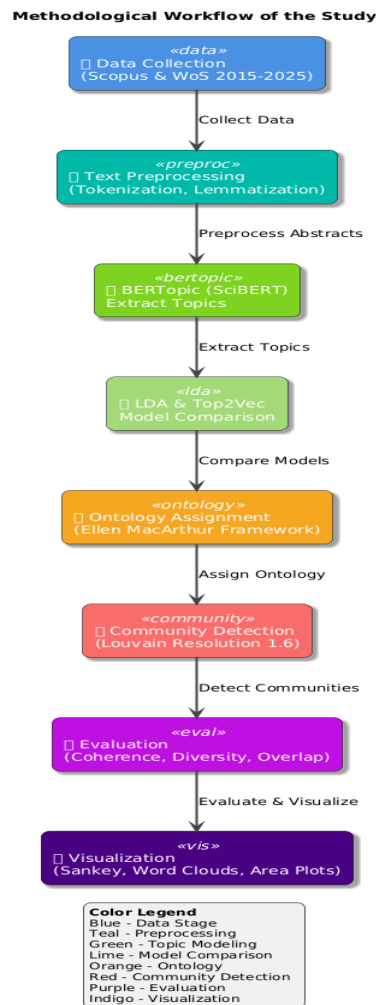 Methodological Workflow of the Study
«data»
Data Collection
(Scopus & WoS 2015-2025)
Collect Data
«preproc»
Text Preprocessing
(Tokenization, Lemmatization)
Preprocess Abstracts
«bertopic»
BERTopic (SciBERT)
Extract Topics
Extract Topics
«lda»
LDA & Top2Vec
Model Comparison
Compare Models
«ontology»
Ontology Assignment
(Ellen MacArthur Framework)
Assign Ontology
«community»
Community Detection
(Louvain Resolution 1.6)
Detect Communities
«eval»
Evaluation
(Coherence, Diversity, Overlap)
Evaluate & Visualize
«vis»
Visualization
(Sankey, Word Clouds, Area Plots)
Color Legend
Blue - Data Stage
Teal - Preprocessing
Green - Topic Modeling
Lime - Model Comparison
Orange - Ontology
Red - Community Detection
Purple - Evaluation
Indigo - Visualization